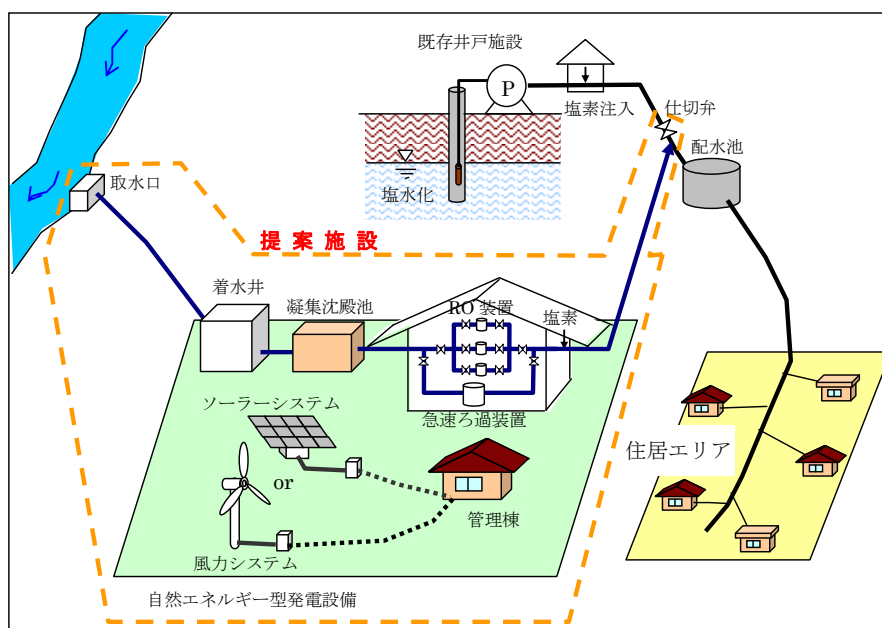 既存井戸施設
P
塩素注入
仕切弁
配水池
塩水化
取水口
提案施設
着水井
凝集沈殿池
RO 装置
塩素
急速ろ過装置
ソーラーシステム
or
管理棟
風力システム
住居エリア
自然エネルギー型発電設備